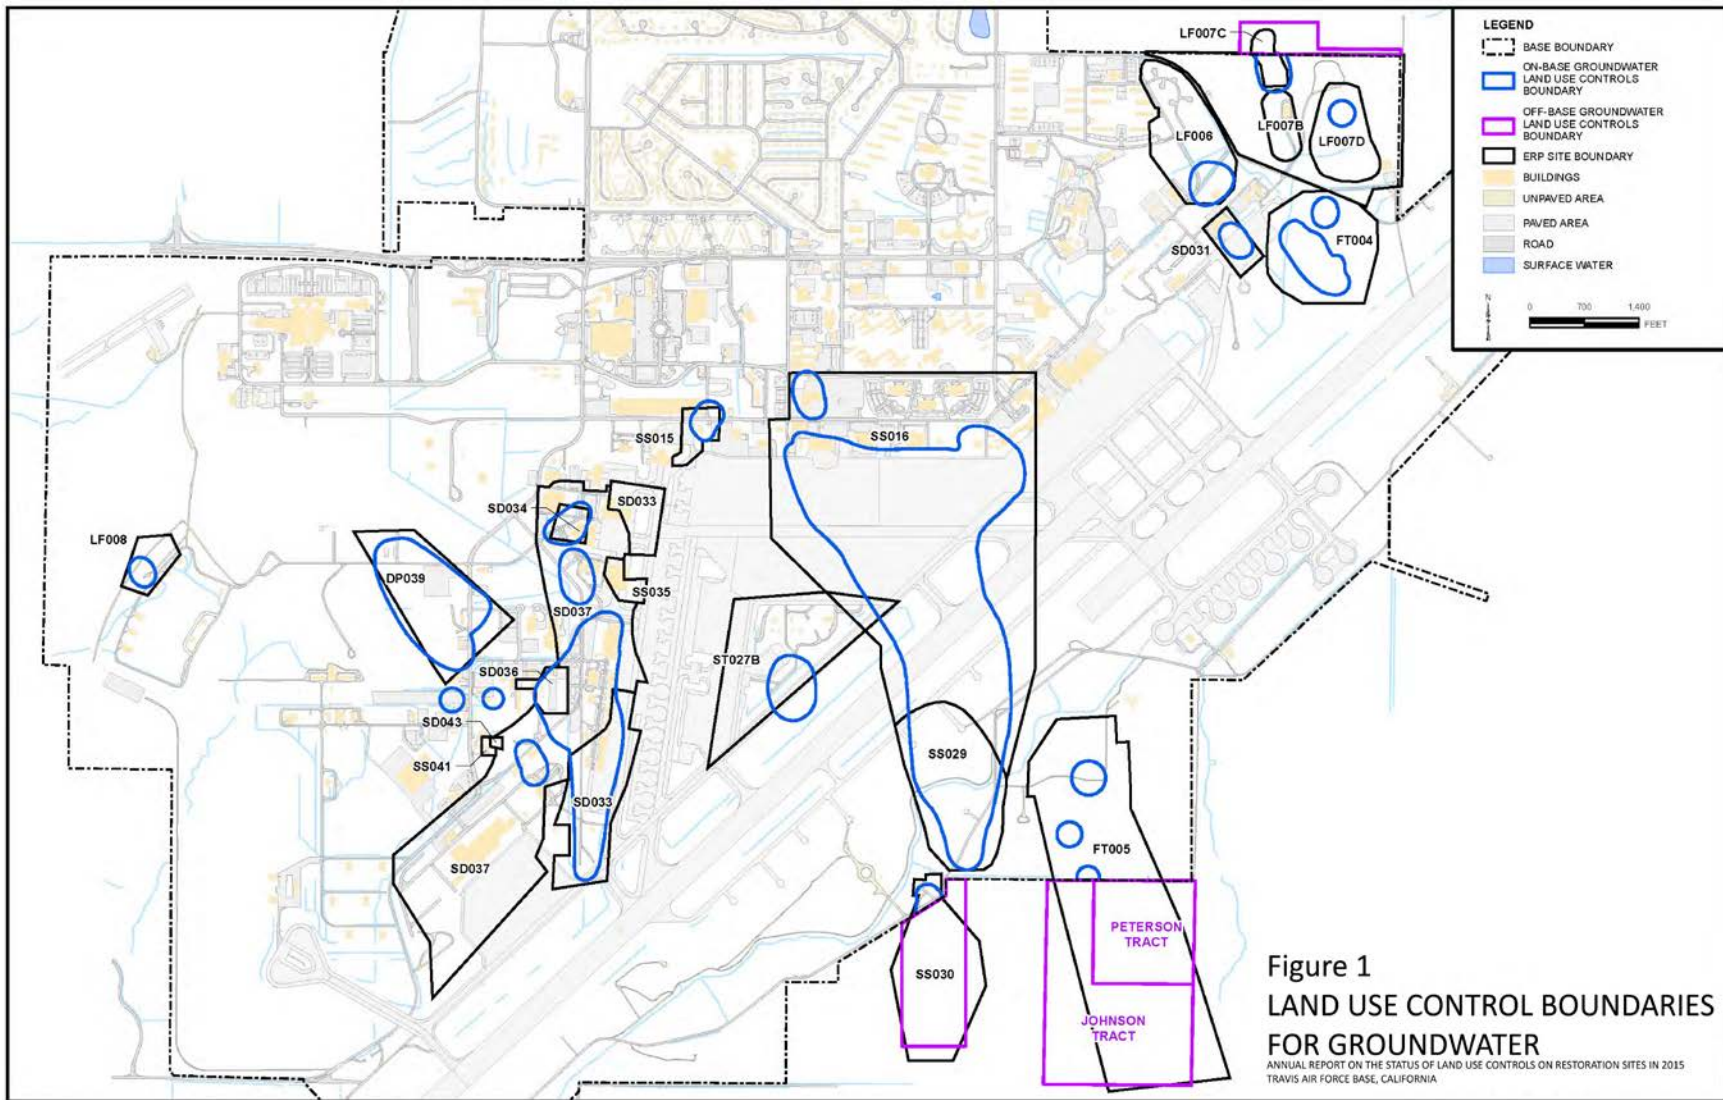 LEGEND
BASE BOUNDARY
ON-BASE GROUNDWATER
LAND USE CONTROLS
BOUNDARY
OFF-BASE GROUNDWATER
LAND USE CONTROLS
BOUNDARY
ERP SITE BOUNDARY
BUILDINGS
UNPAVED AREA
PAVED AREA
ROAD
SURFACE WATER
N
0 700 1,400
FEET
LF007C
LF006
LF007B
LF007D
SD031
FT004
SS015
SS016
SD034
SD033
LF008
DP039
SD037
SS035
SD036
ST027B
SD043
SS041
SS029
SD033
FT005
SD037
SS030
PETERSON
TRACT
JOHNSON
TRACT
Figure 1
LAND USE CONTROL BOUNDARIES
FOR GROUNDWATER
ANNUAL REPORT ON THE STATUS OF LAND USE CONTROLS ON RESTORATION SITES IN 2015
TRAVIS AIR FORCE BASE, CALIFORNIA